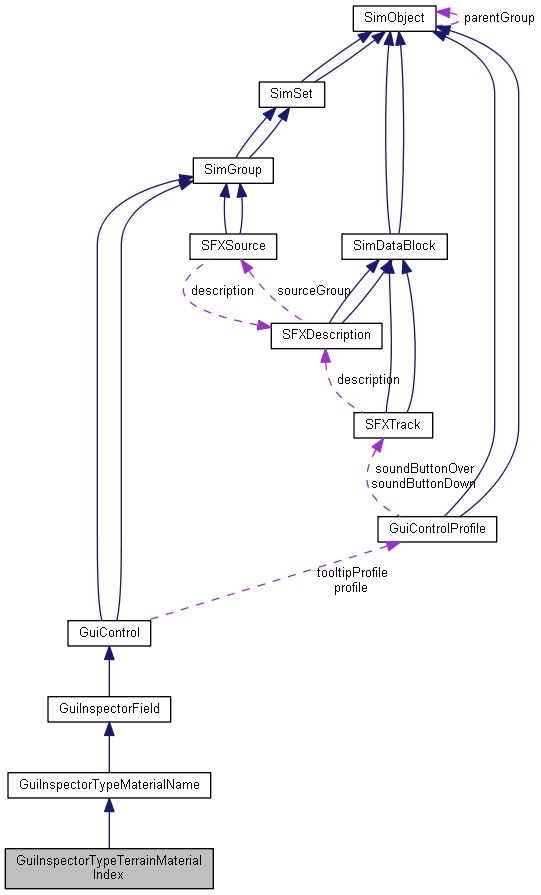 SimObject
parentGroup
SimSet
SimGroup
SFXSource
SimDataBlock
description
sourceGroup
SFXDescription
description
SFXTrack
soundButtonOver
soundButtonDown
GuiControlProfile
tooltipProfile
profile
GuiControl
GuiInspectorField
GuiInspectorTypeMaterialName
GuiInspectorTypeTerrainMaterial
Index